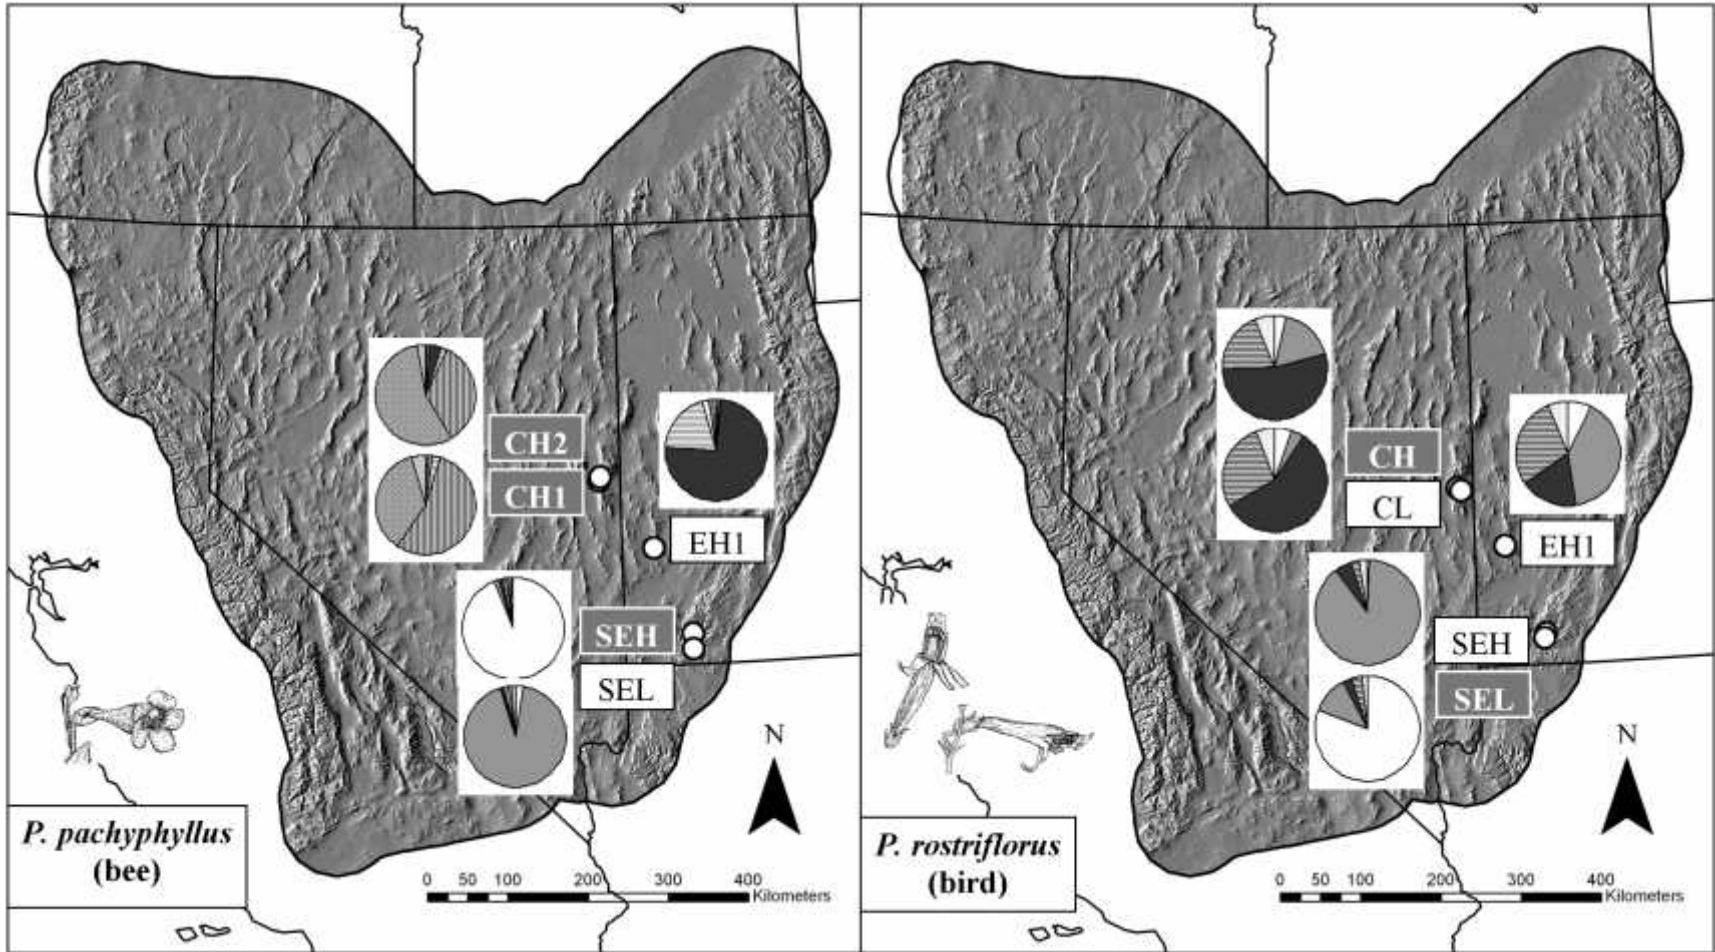 CH2
CH1
EH1
SEH
SEL
N
P. pachyphyllus
(bee)
0 50 100 200 300 400
Kilometers
CH
CL
EH1
SEH
SEL
N
P. rostriflorus
(bird)
0 50 100 200 300 400
Kilometers